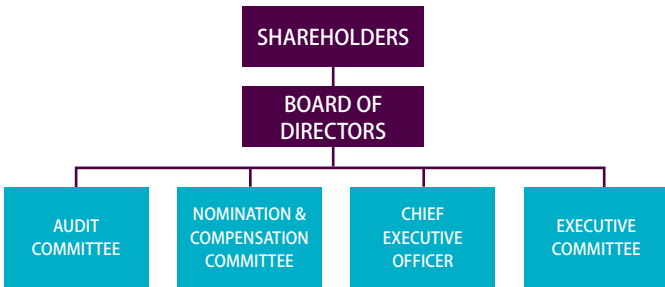 SHAREHOLDERS
BOARD OF
DIRECTORS
AUDIT
COMMITTEE
NOMINATION &
COMPENSATION
COMMITTEE
CHIEF
EXECUTIVE
OFFICER
EXECUTIVE
COMMITTEE